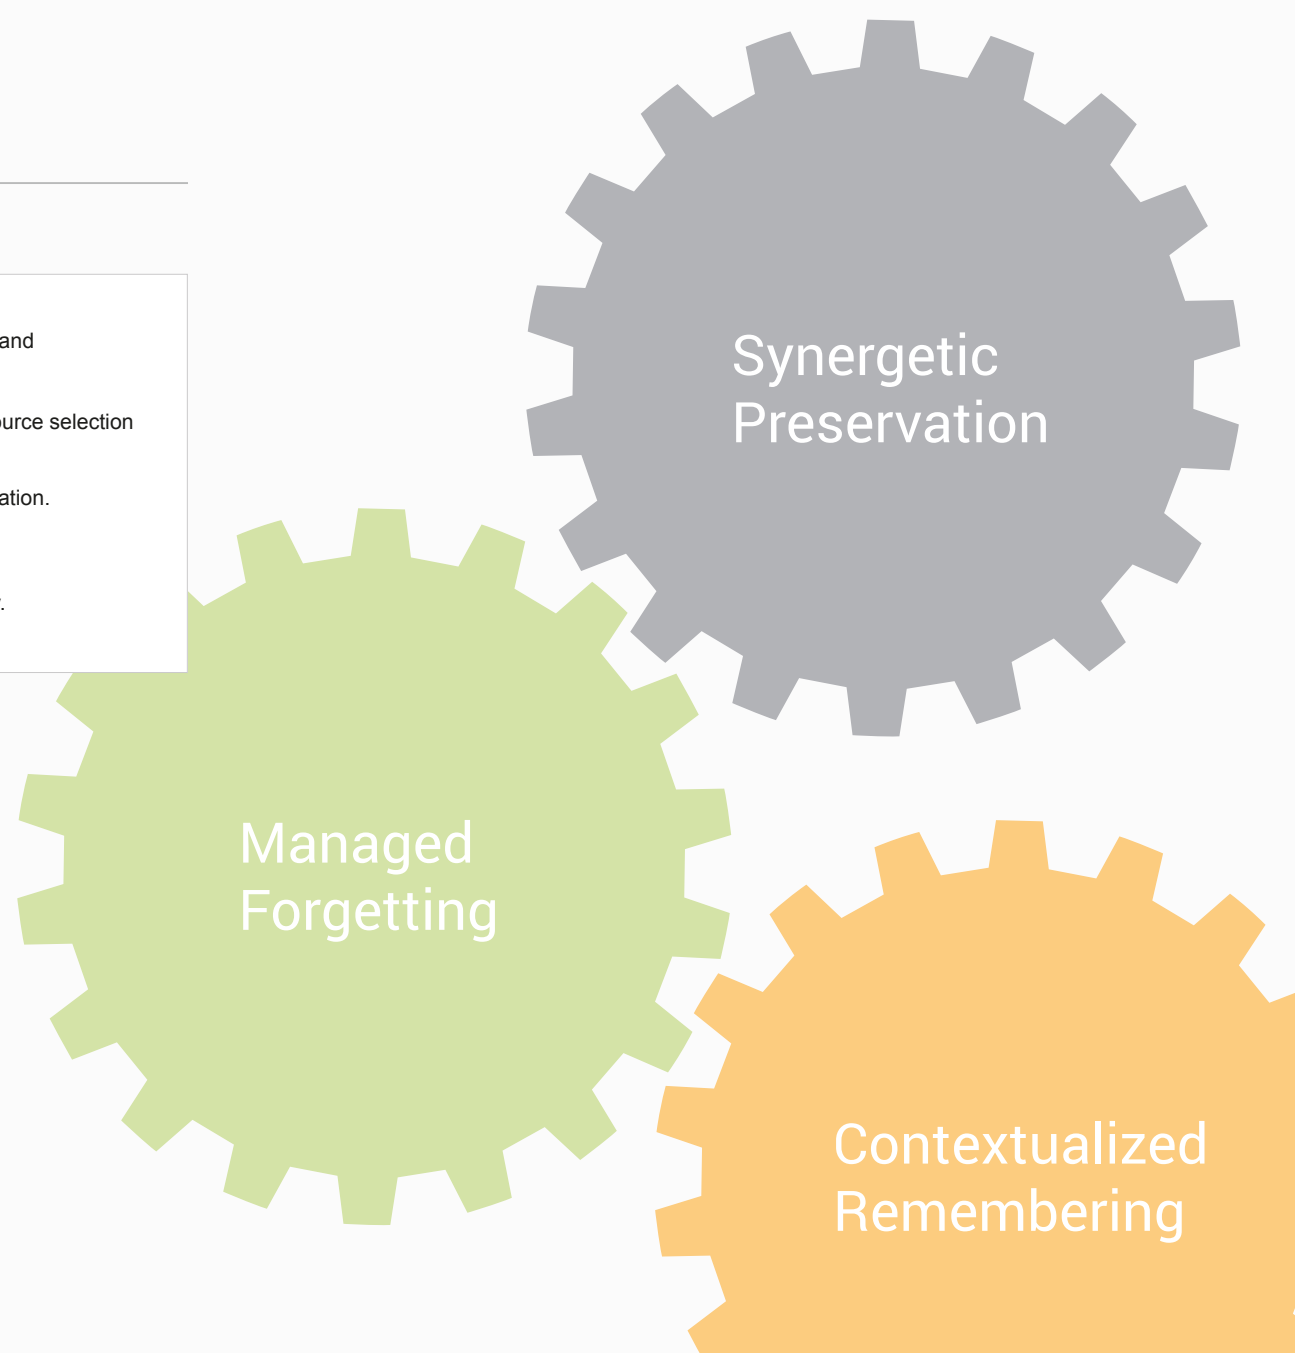 and
ource selection
ation.
.
Synergetic
Preservation
Managed
Forgetting
Contextualized
Remembering